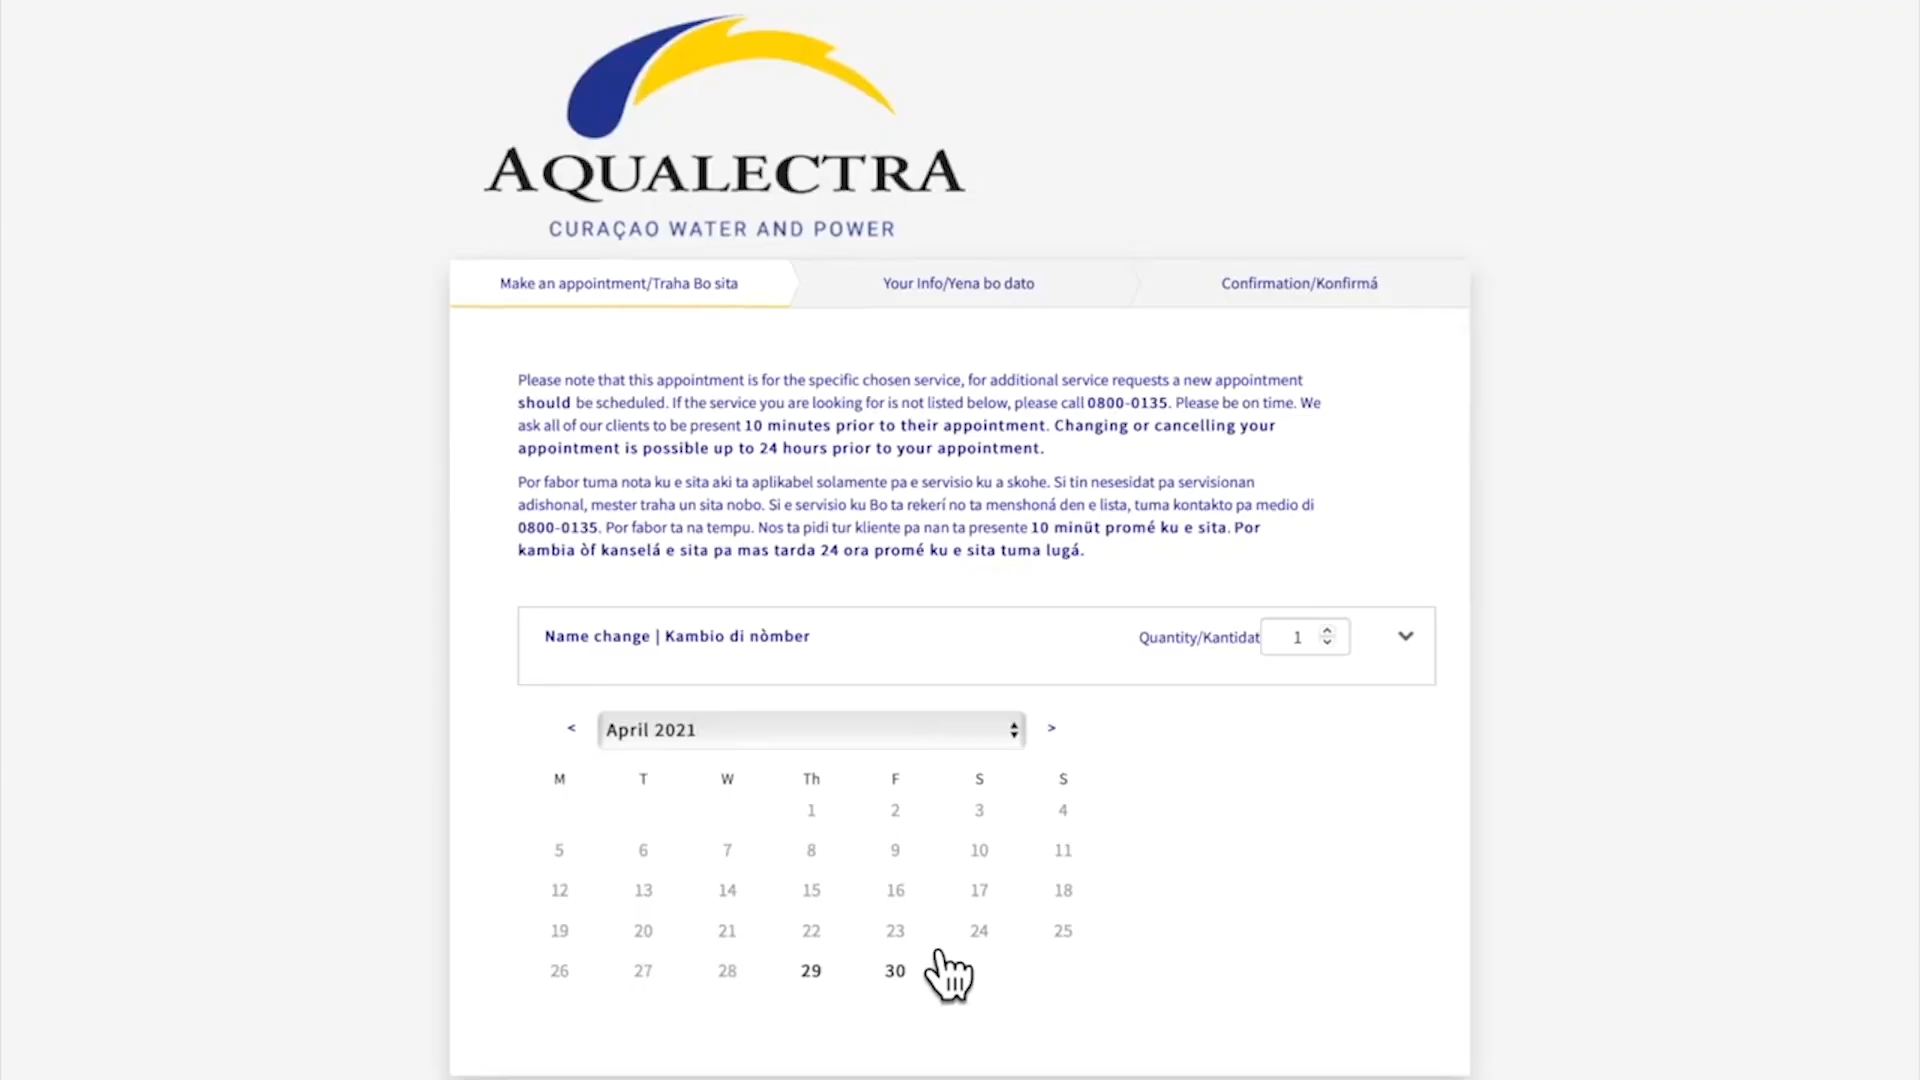 AQUALECTRA
CURAÇAO WATER AND POWER
Make an appointment/Traha Bo sita
Your Info/Yena bo dato
Confirmation/Konfirmá
Please note that this appointment is for the specific chosen service, for additional service requests a new appointment
should be scheduled. If the service you are looking for is not listed below, please call 0800-0135. Please be on time. We
ask all of our clients to be present 10 minutes prior to their appointment. Changing or cancelling your
appointment is possible up to 24 hours prior to your appointment.
Por fabor tuma nota ku e sita aki ta aplikabel solamente pa e servisio ku a skohe. Si tin nesesidat pa servisionan
adishonal, mester traha un sita nobo. Si e servisio ku Bo ta rekerí no ta menshoná den e lista, tuma kontakto pa medio di
0800-0135. Por fabor ta na tempu. Nos ta pidi tur kliente pa nan ta presente 10 minüt promé ku e sita. Por
kambia òf kanselá e sita pa mas tarda 24 ora promé ku e sita tuma lugá.
Name change | Kambio di nòmber
Quantity/Kantidat 1
< April 2021 >
M T W Th F S S
1 2 3 4
5 6 7 8 9 10 11
12 13 14 15 16 17 18
19 20 21 22 23 24 25
26 27 28 29 30